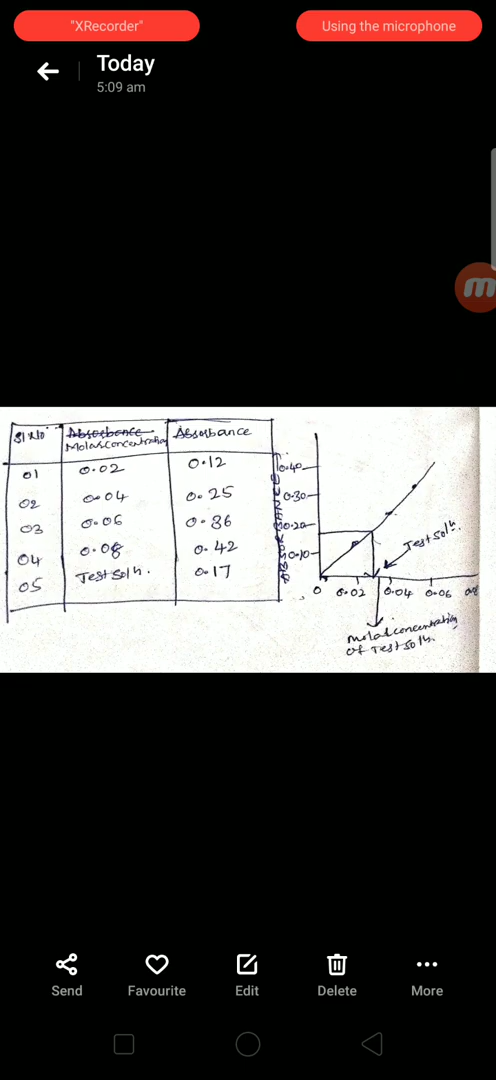 "XRecorder"
Using the microphone
Today
5:09 am
Sl No
Absorbance
Molar concentration
Absorbance
01
0.02
0.12
02
0.04
0.25
03
0.06
0.86
04
0.08
0.42
05
Test soln.
0.17
ABSORBANCE
0.40
0.30
0.20
0.10
0
0.02
0.04
0.06
Test soln.
Molar concentration
of Test soln.
Send
Favourite
Edit
Delete
More